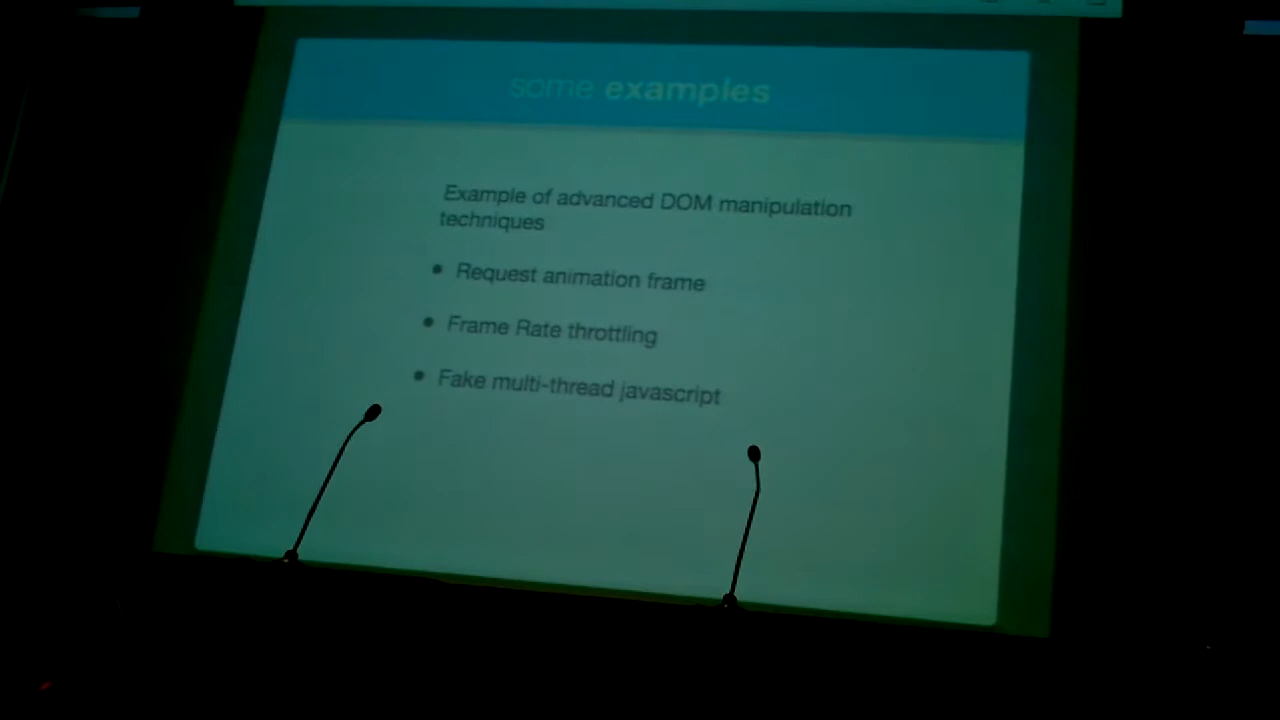 some examples
Example of advanced DOM manipulation
techniques
• Request animation frame
• Frame Rate throttling
• Fake multi-thread javascript